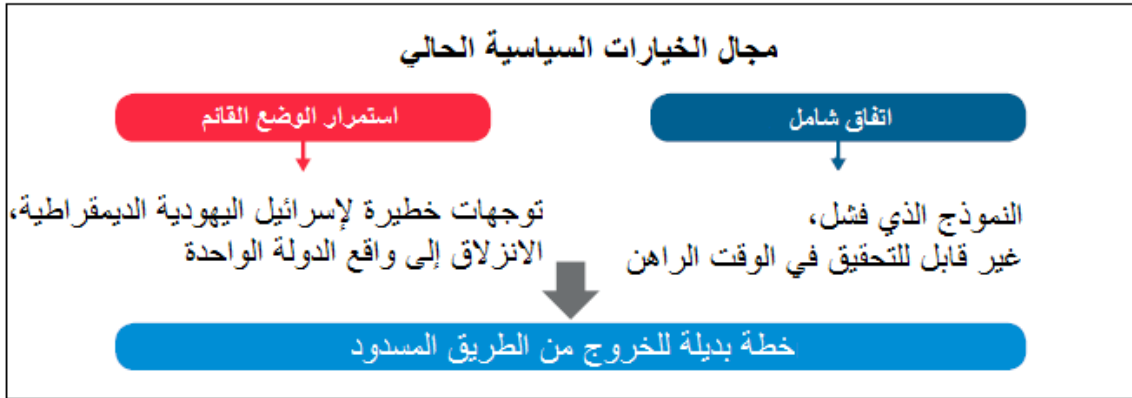 مجال الخيارات السياسية الحالي
اتفاق شامل
استمرار الوضع القائم
النموذج الذي فشل،
غير قابل للتحقيق في الوقت الراهن
توجهات خطيرة لإسرائيل اليهودية الديمقراطية،
الانزلاق إلى واقع الدولة الواحدة
خطة بديلة للخروج من الطريق المسدود